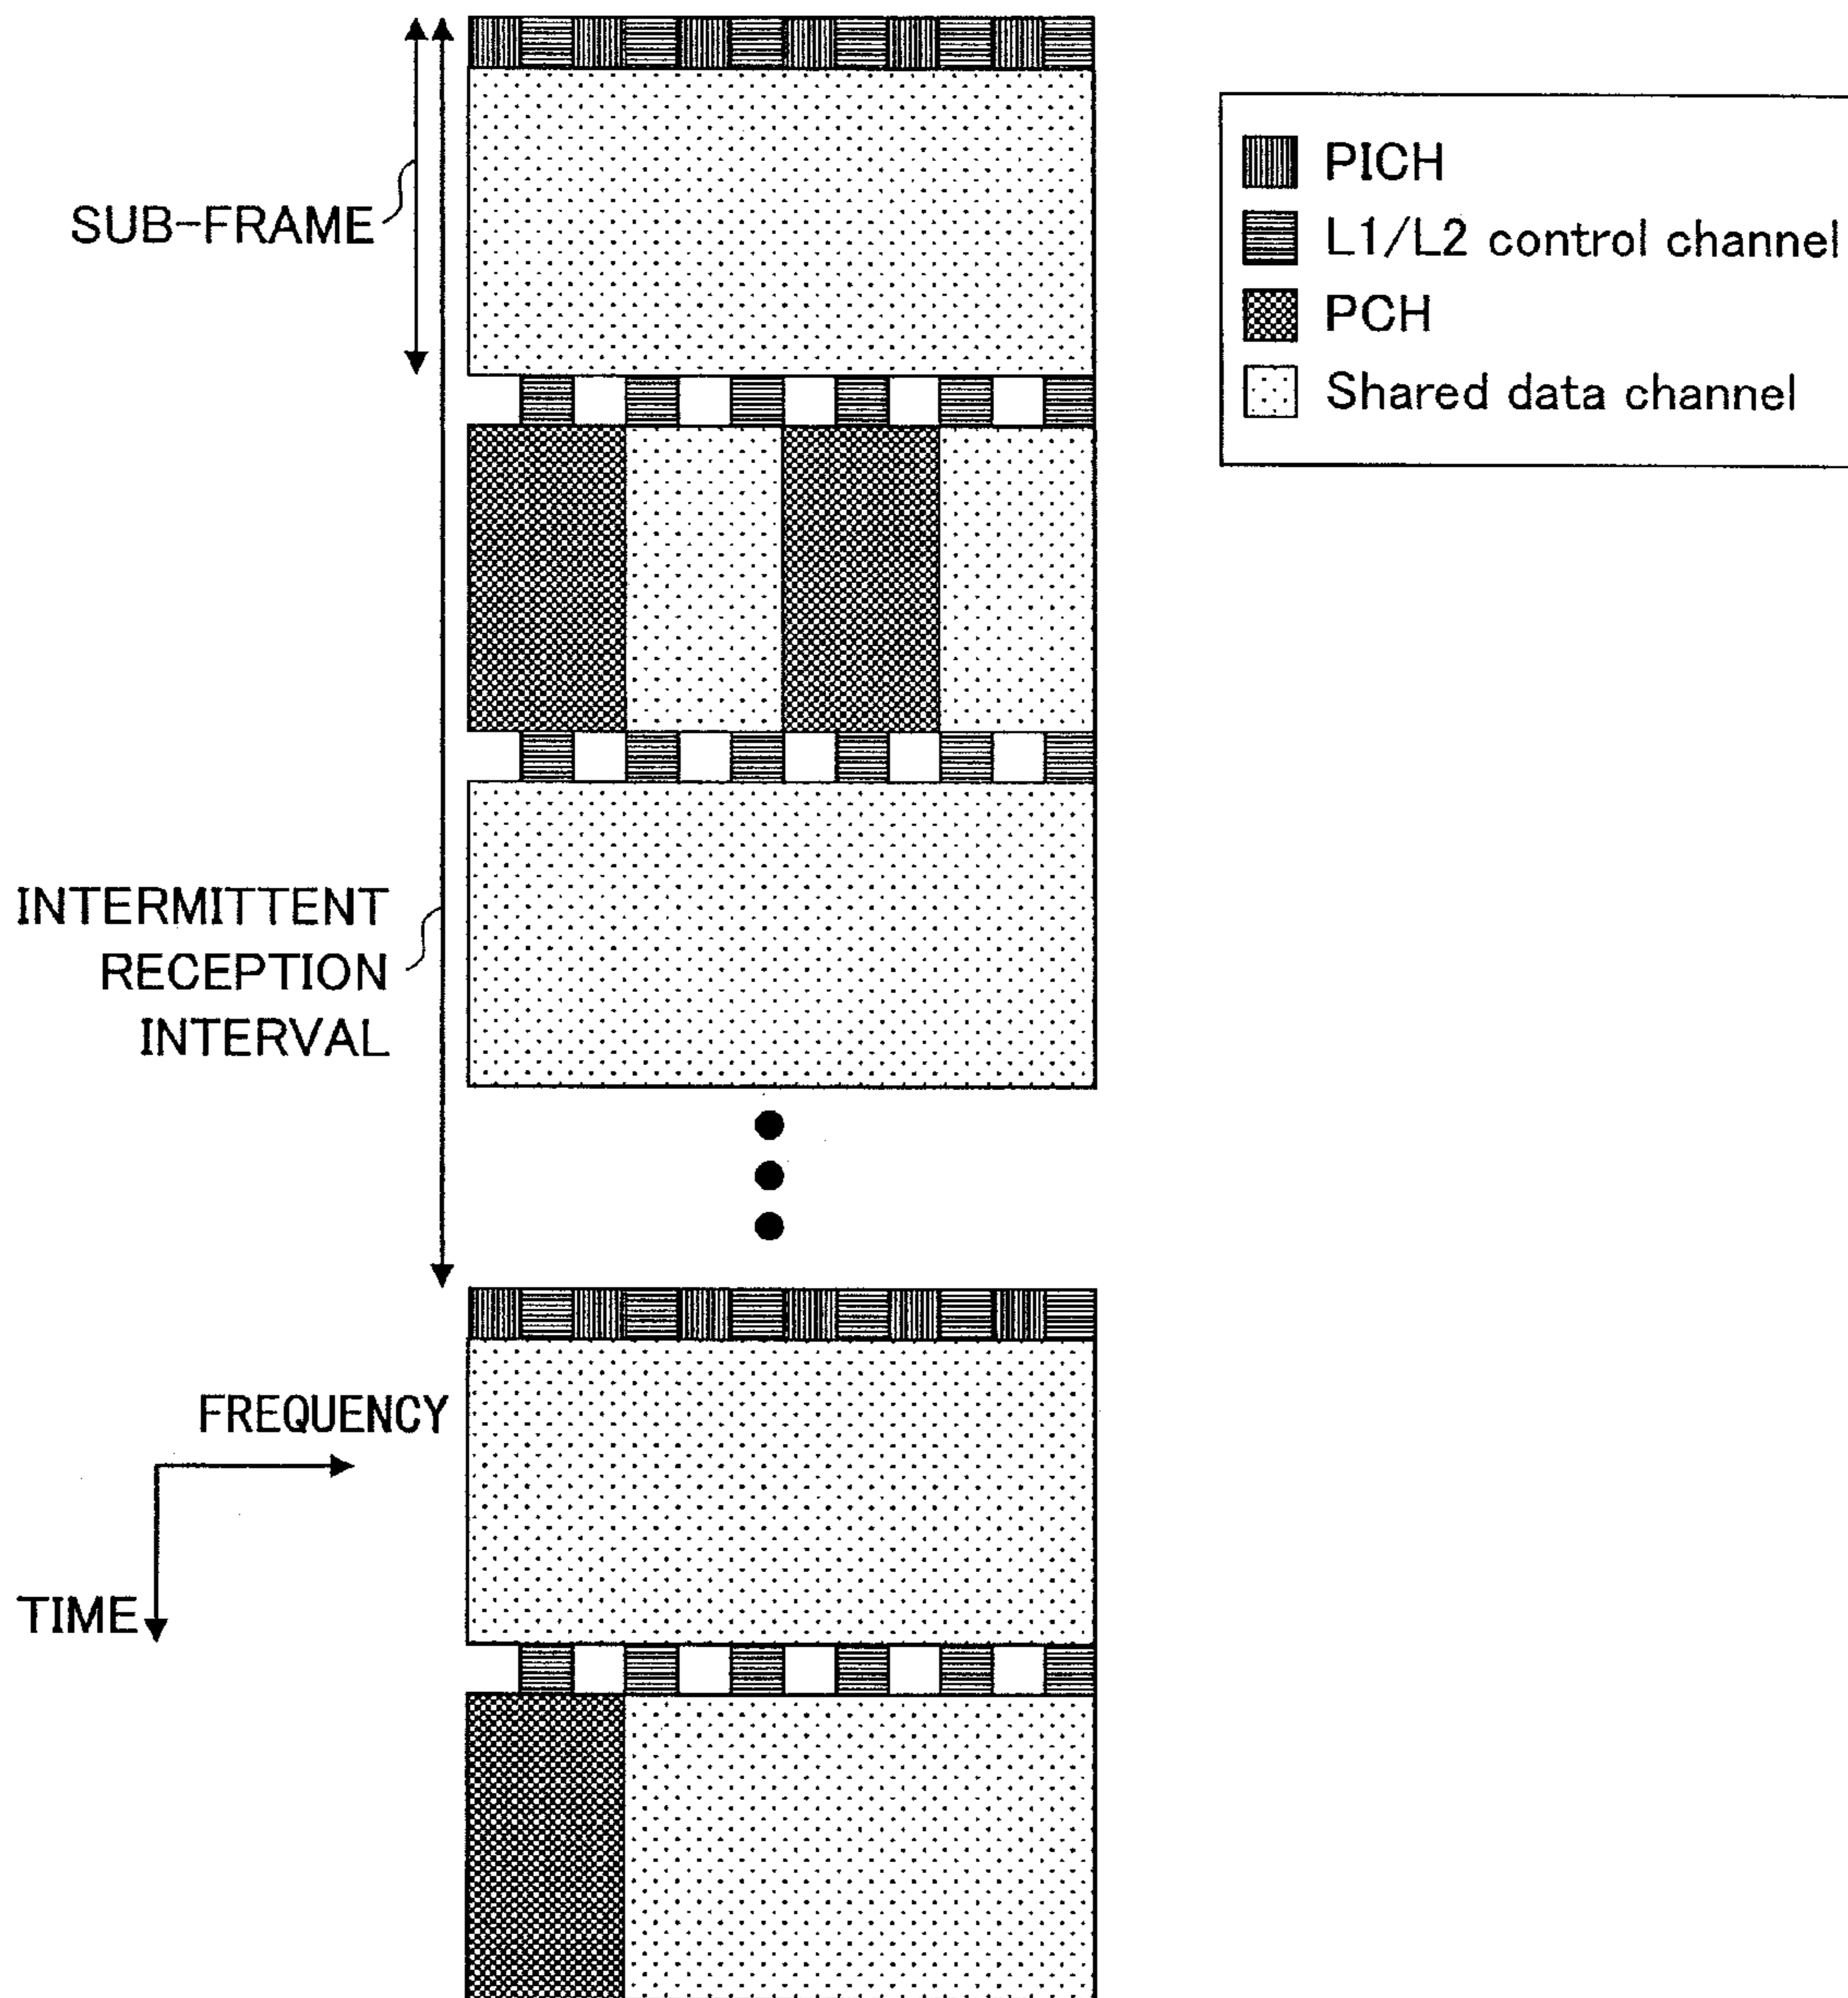 SUB-FRAME
PICH
L1/L2 control channel
PCH
Shared data channel
INTERMITTENT
RECEPTION
INTERVAL
FREQUENCY
TIME